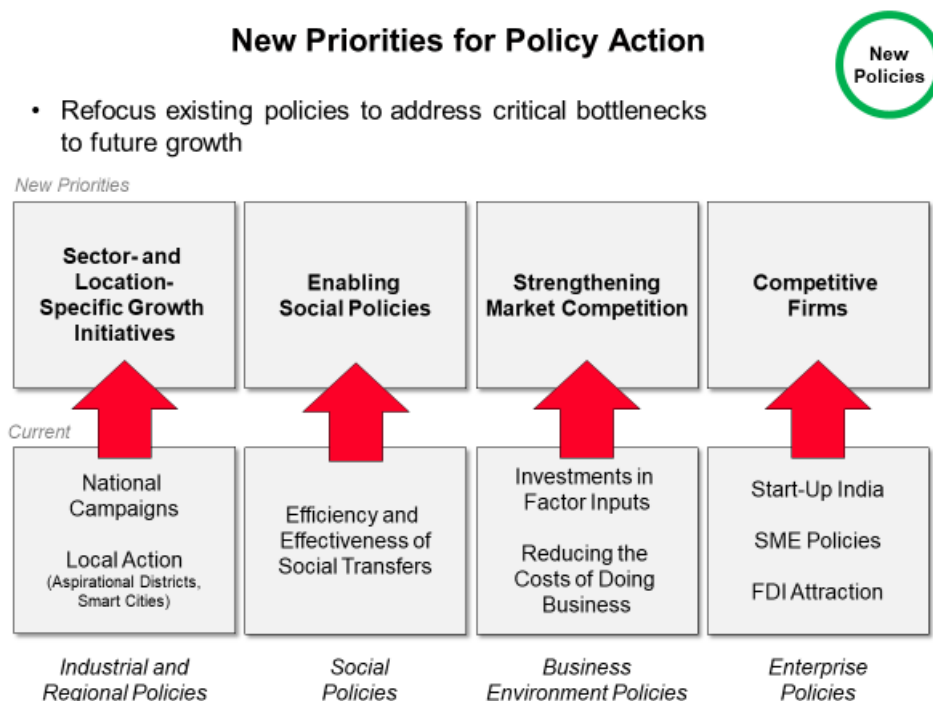 New Priorities for Policy Action
New
Policies
• Refocus existing policies to address critical bottlenecks
to future growth
New Priorities
Sector- and
Location-
Specific Growth
Initiatives
Enabling
Social Policies
Strengthening
Market Competition
Competitive
Firms
Current
National
Campaigns
Local Action
(Aspirational Districts,
Smart Cities)
Efficiency and
Effectiveness of
Social Transfers
Investments in
Factor Inputs
Reducing the
Costs of Doing
Business
Start-Up India
SME Policies
FDI Attraction
Industrial and
Regional Policies
Social
Policies
Business
Environment Policies
Enterprise
Policies